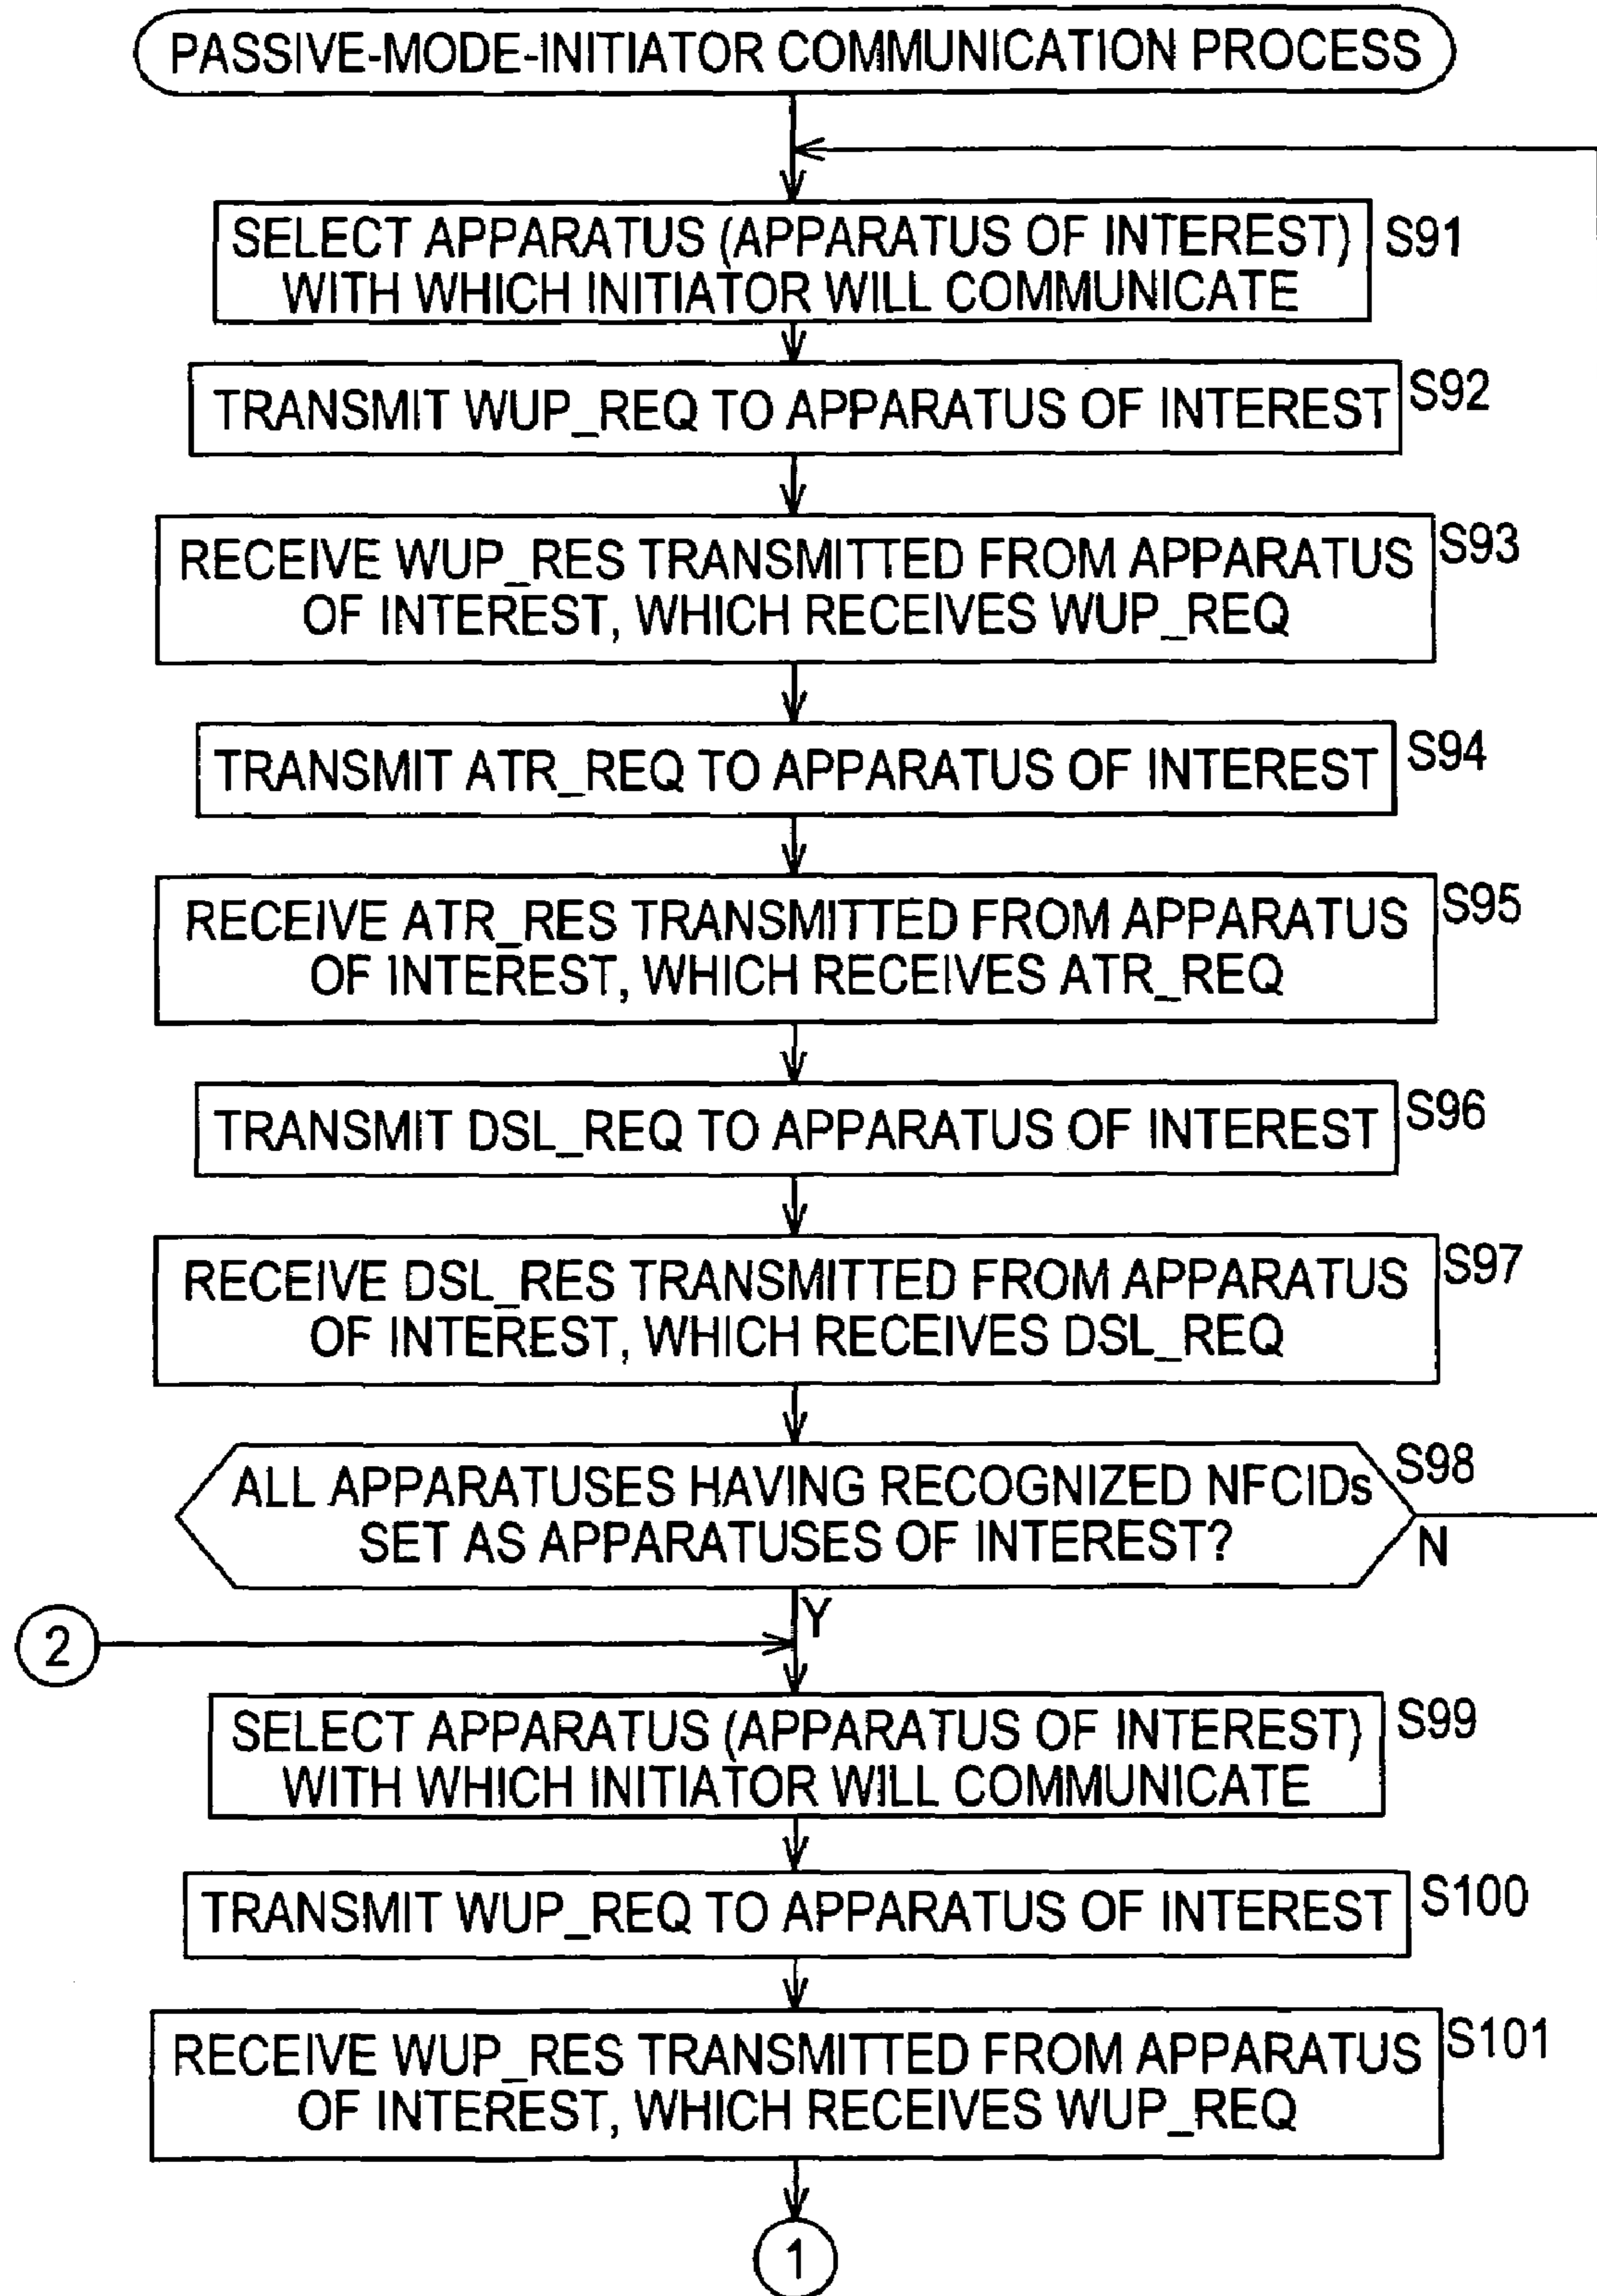 PASSIVE-MODE-INITIATOR COMMUNICATION PROCESS
SELECT APPARATUS (APPARATUS OF INTEREST)
WITH WHICH INITIATOR WILL COMMUNICATE
S91
TRANSMIT WUP_REQ TO APPARATUS OF INTEREST
S92
RECEIVE WUP_RES TRANSMITTED FROM APPARATUS
OF INTEREST, WHICH RECEIVES WUP_REQ
S93
TRANSMIT ATR_REQ TO APPARATUS OF INTEREST
S94
RECEIVE ATR_RES TRANSMITTED FROM APPARATUS
OF INTEREST, WHICH RECEIVES ATR_REQ
S95
TRANSMIT DSL_REQ TO APPARATUS OF INTEREST
S96
RECEIVE DSL_RES TRANSMITTED FROM APPARATUS
OF INTEREST, WHICH RECEIVES DSL_REQ
S97
ALL APPARATUSES HAVING RECOGNIZED NFCIDs
SET AS APPARATUSES OF INTEREST?
S98
N
Y
2
SELECT APPARATUS (APPARATUS OF INTEREST)
WITH WHICH INITIATOR WILL COMMUNICATE
S99
TRANSMIT WUP_REQ TO APPARATUS OF INTEREST
S100
RECEIVE WUP_RES TRANSMITTED FROM APPARATUS
OF INTEREST, WHICH RECEIVES WUP_REQ
S101
1